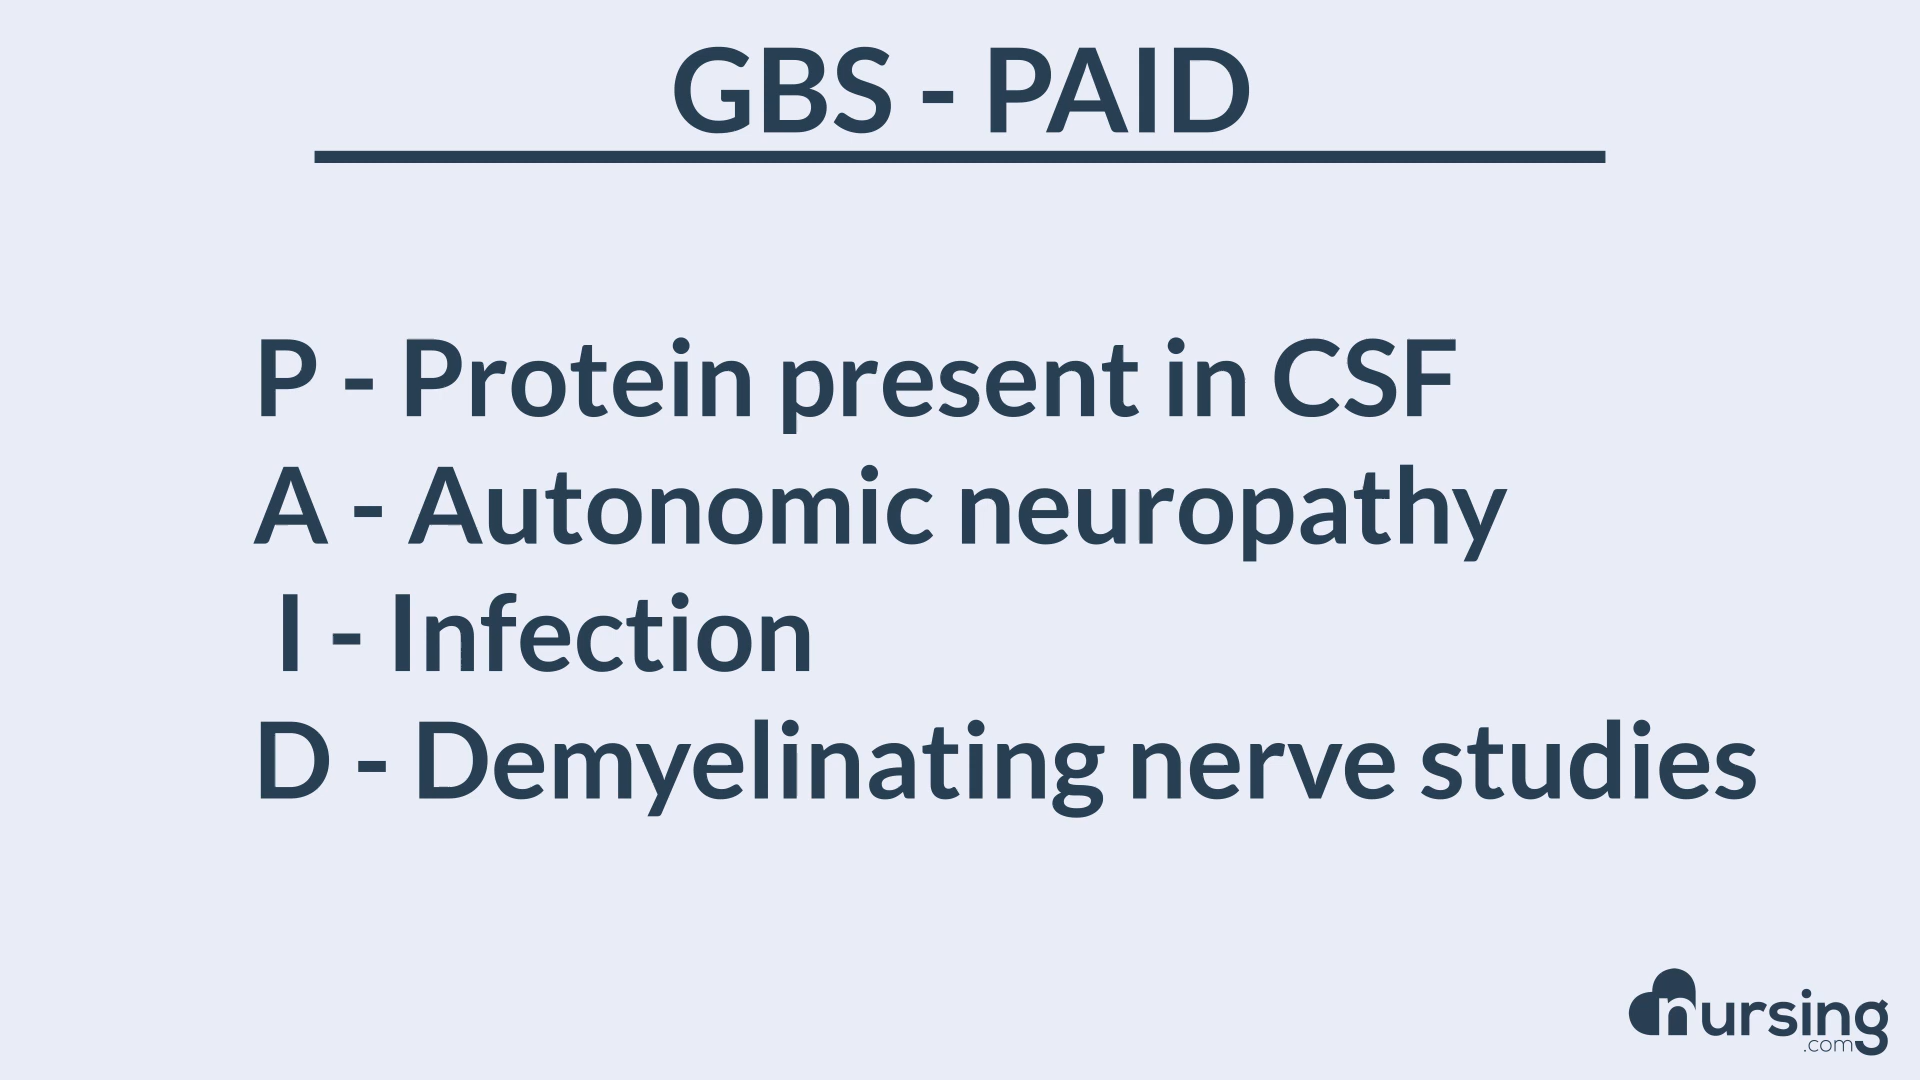 GBS - PAID
P - Protein present in CSF
A - Autonomic neuropathy
I - Infection
D - Demyelinating nerve studies
nursing
.com